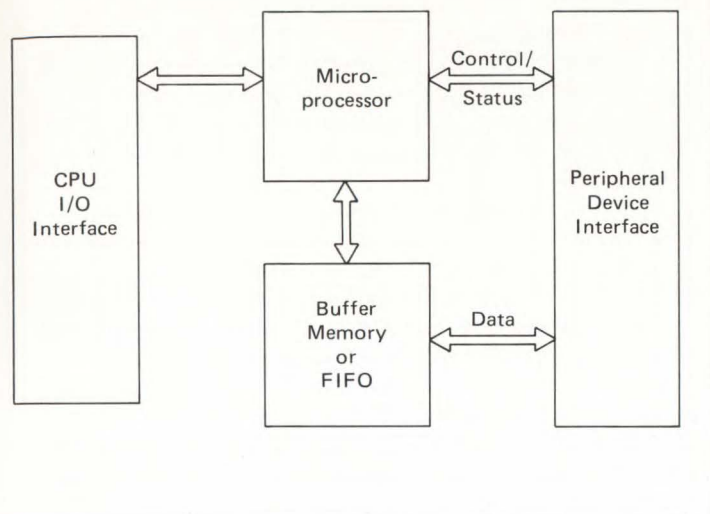 CPU
I/O
Interface
Micro-
processor
Control/
Status
Peripheral
Device
Interface
Buffer
Memory
or
FIFO
Data